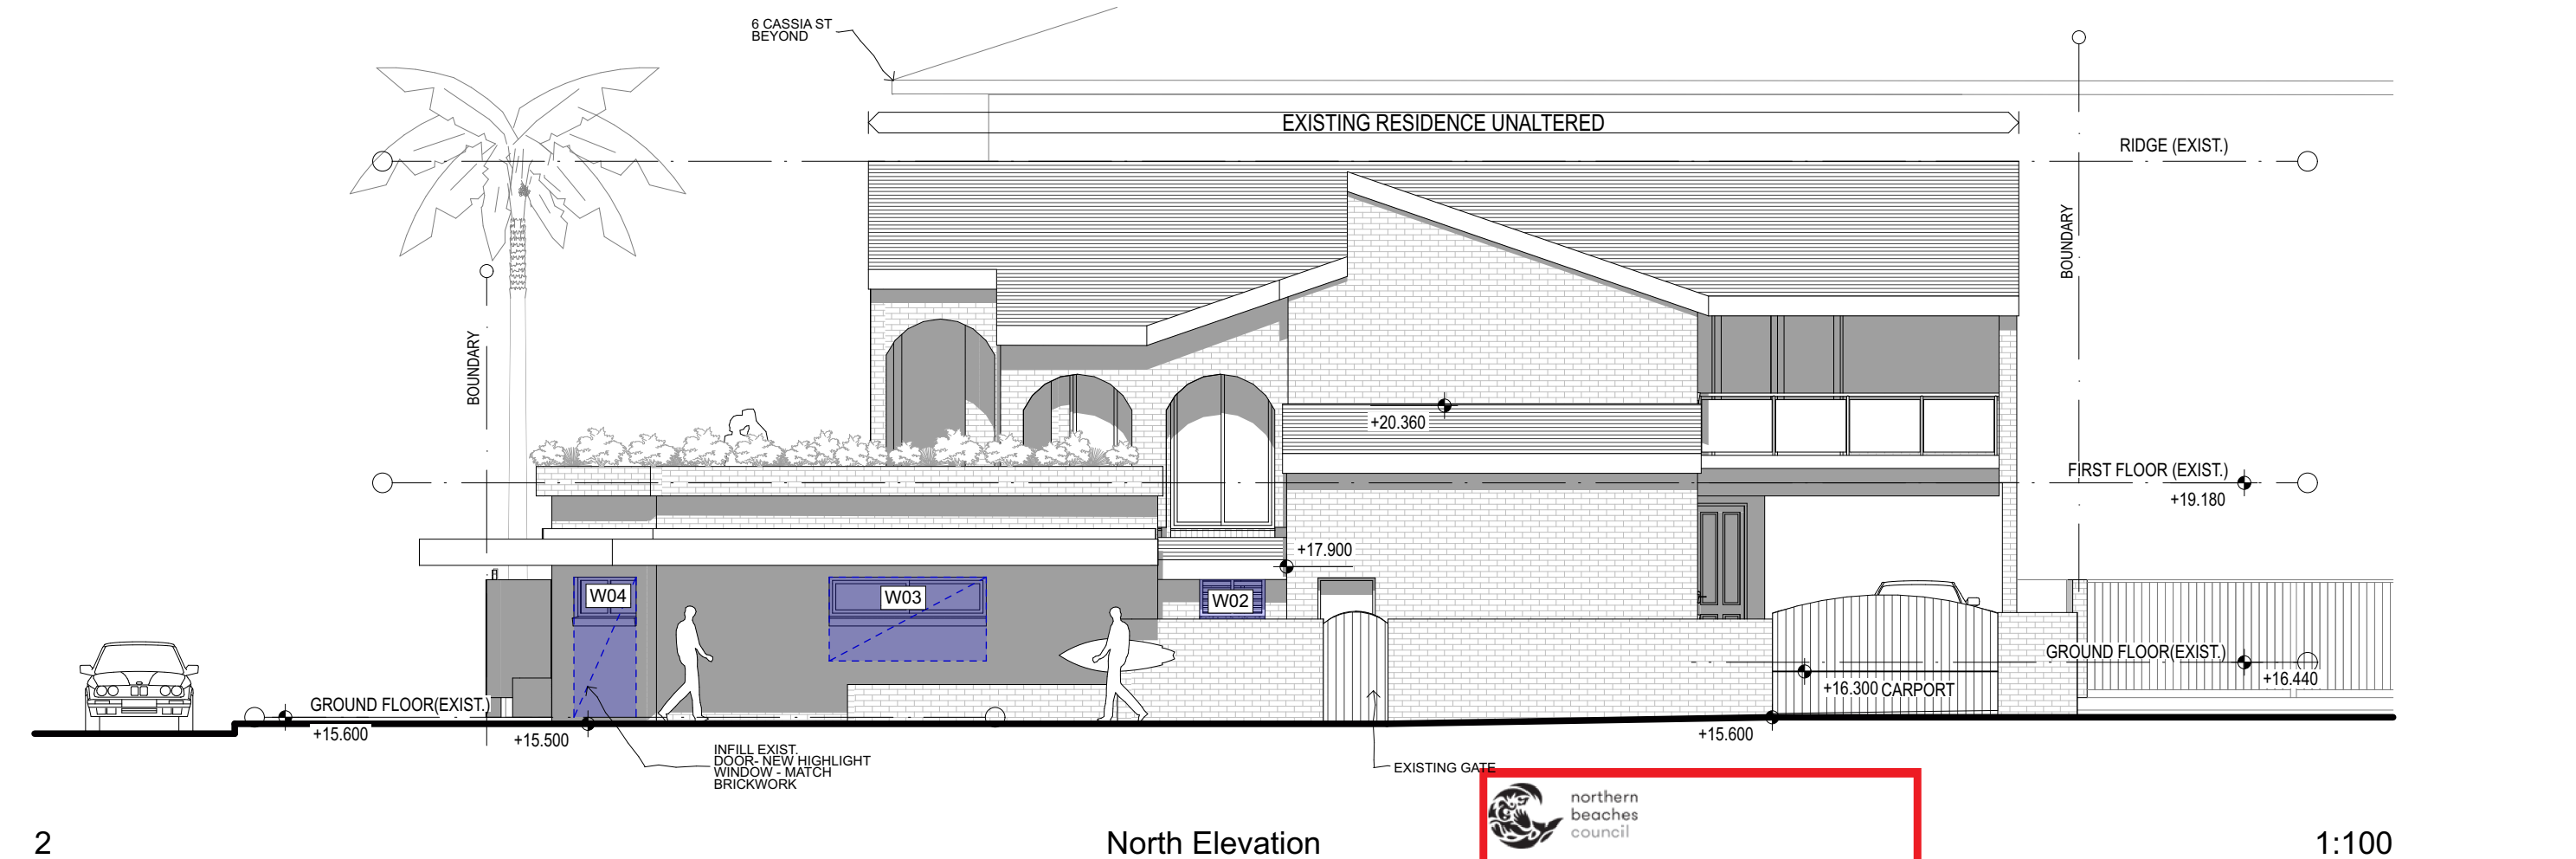 6 CASSIA ST
BEYOND
EXISTING RESIDENCE UNALTERED
RIDGE (EXIST.)
BOUNDARY
BOUNDARY
+20.360
FIRST FLOOR (EXIST.)
+19.180
+17.900
W04
W03
W02
GROUND FLOOR(EXIST.)
+16.440
+16.300 CARPORT
GROUND FLOOR(EXIST.)
+15.600
+15.500
+15.600
INFILL EXIST.
DOOR- NEW HIGHLIGHT
WINDOW - MATCH
BRICKWORK
EXISTING GATE
northern
beaches
council
2
North Elevation
1:100